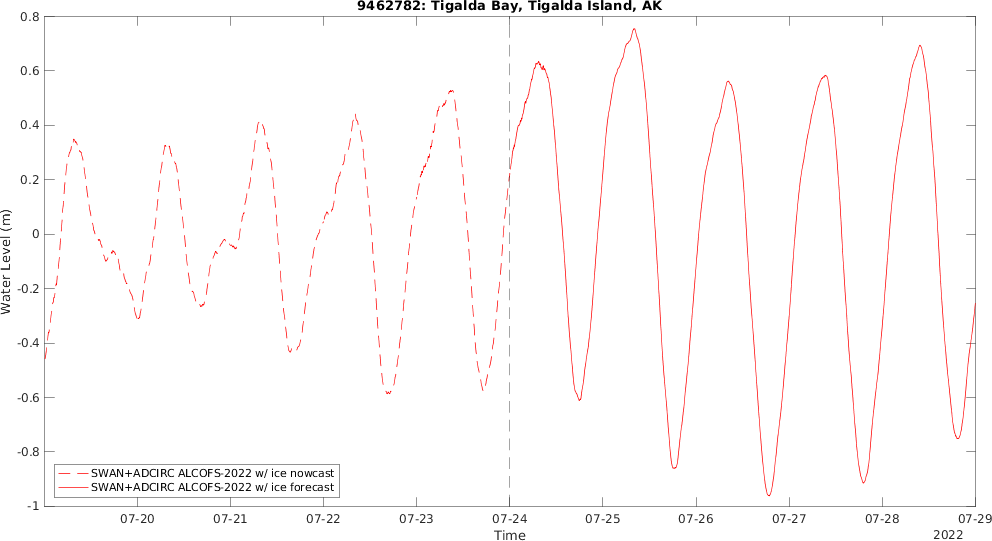 9462782: Tigalda Bay, Tigalda Island, AK
Water Level (m)
0.8
0.6
0.4
0.2
0
-0.2
-0.4
-0.6
-0.8
-1
SWAN+ADCIRC ALCOFS-2022 w/ ice nowcast
SWAN+ADCIRC ALCOFS-2022 w/ ice forecast
07-20 07-21 07-22 07-23 07-24 07-25 07-26 07-27 07-28 07-29
Time
2022